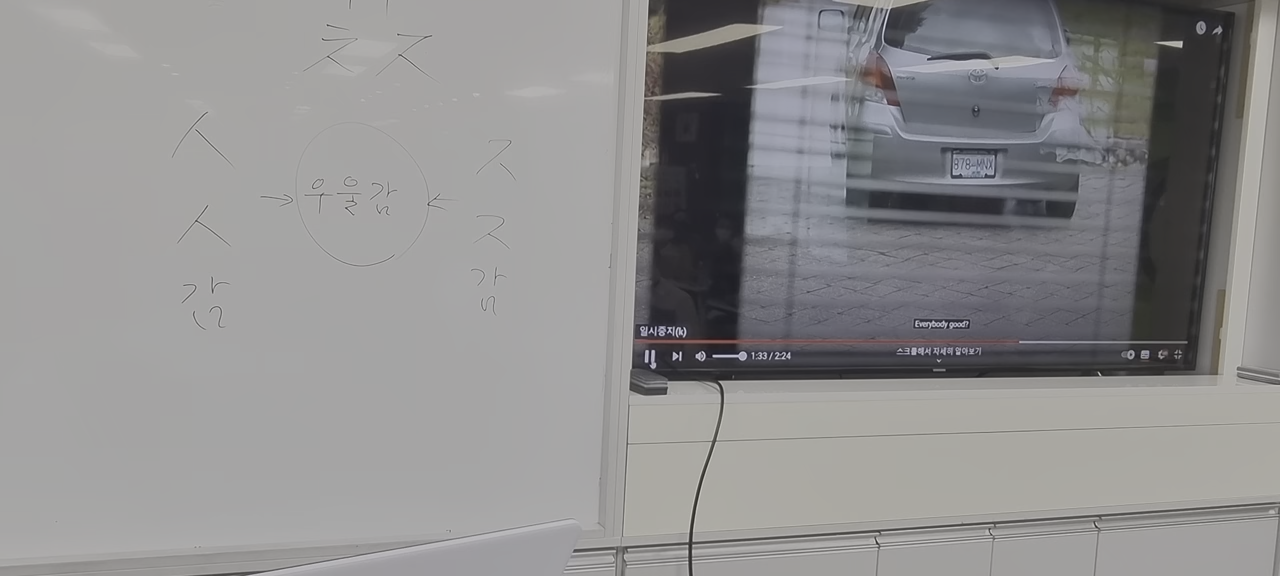 ㅊ ㅈ
ㅅ
ㅅ
감
→ 우울감 ←
ㅈ
ㅈ
감
878-MNX
Everybody good?
일시중지(k)
1:33 / 2:24
스크롤해서 자세히 알아보기